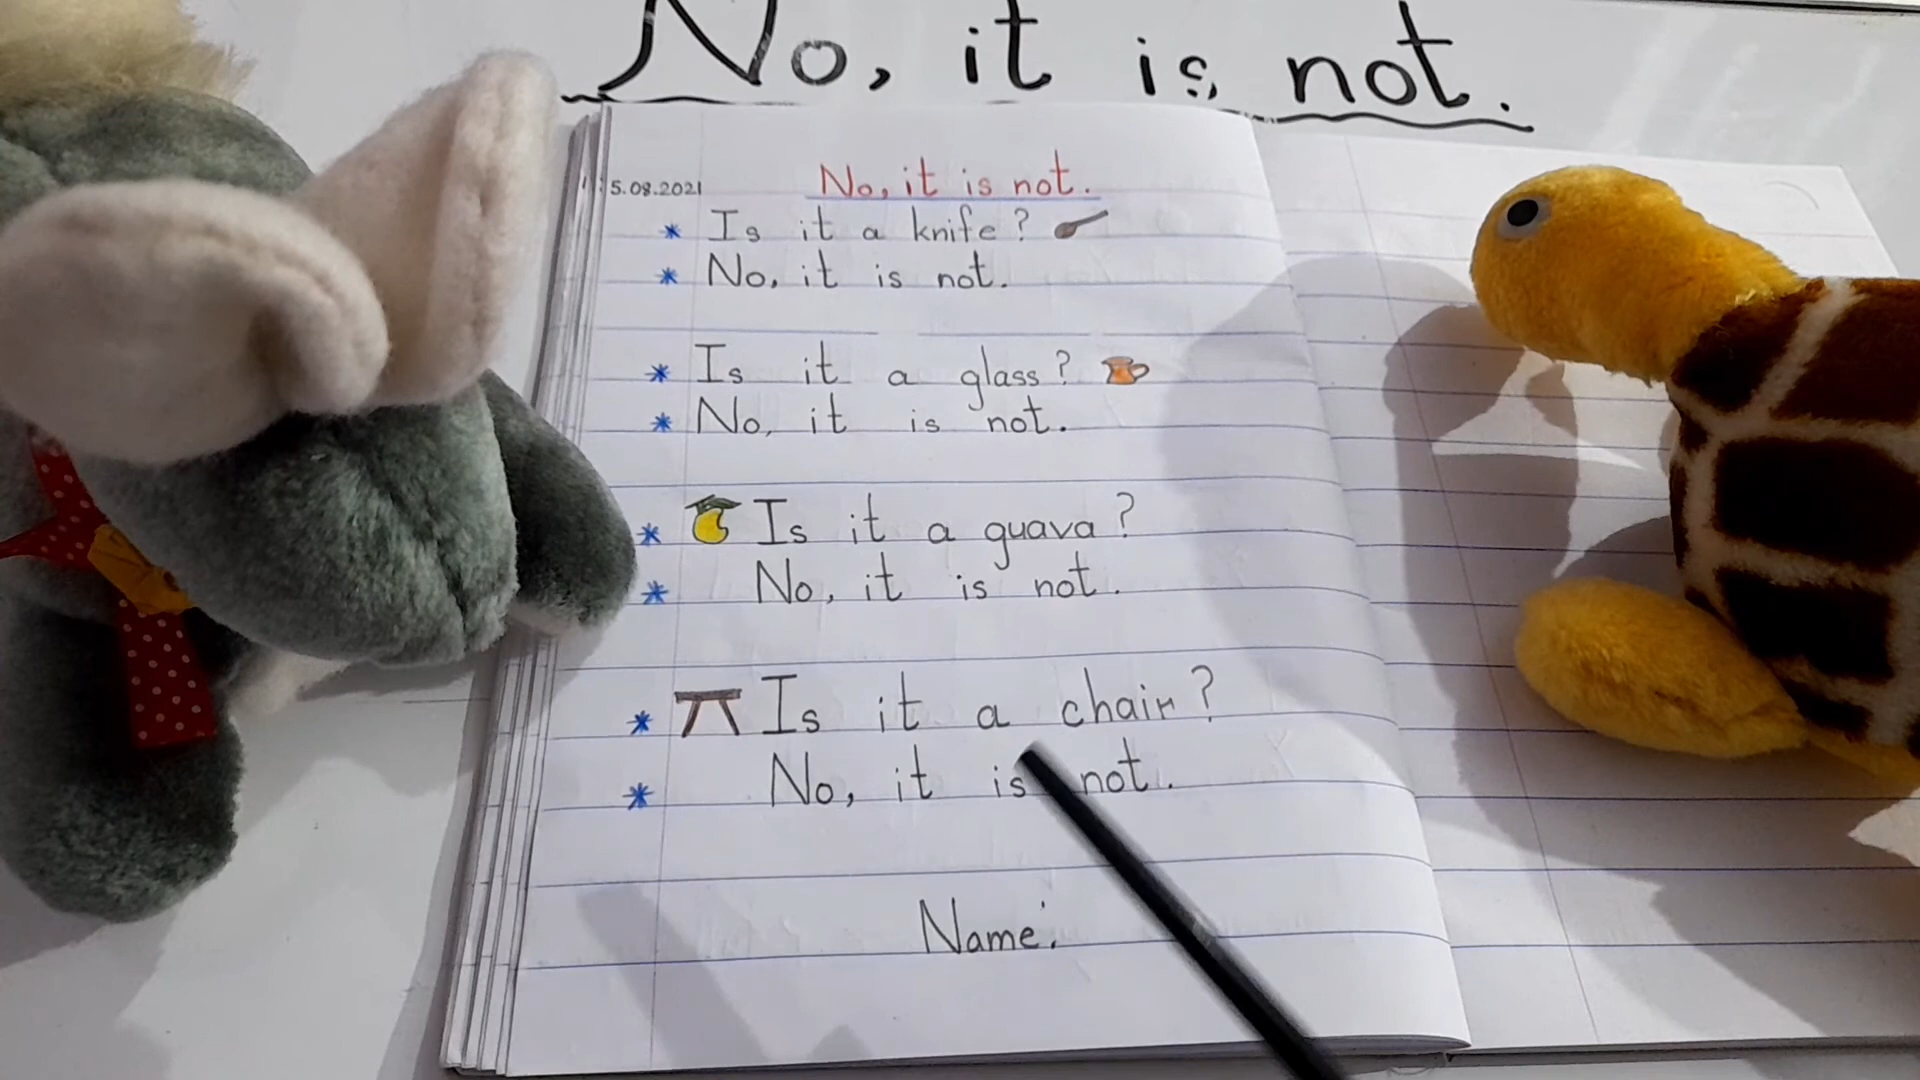 No, it is not.
5.08.2021 No, it is not.
* Is it a knife?
* No, it is not.
* Is it a glass?
* No, it is not.
* Is it a guava?
* No, it is not.
* Is it a chair?
* No, it is not.
Name: